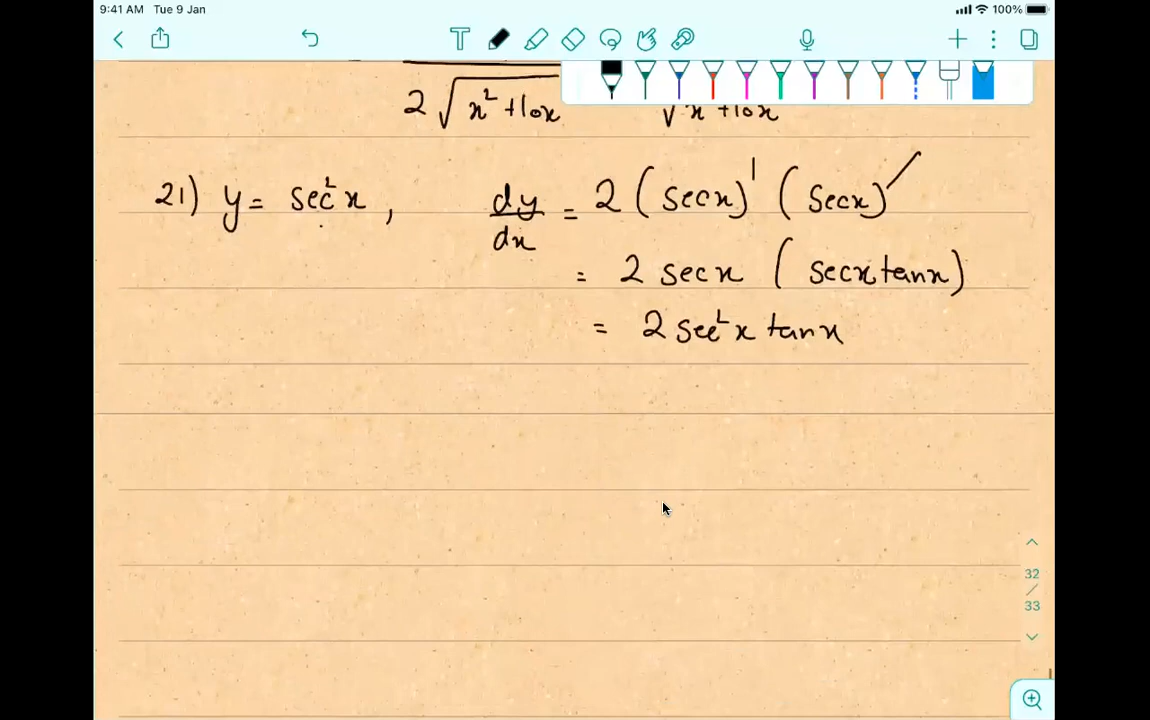 9:41 AM Tue 9 Jan 100%
T
2√x² + 10x √x + 10x
21) y = sec²x , dy/dx = 2 (secx)¹ (secx)′
= 2 secx (secx tanx)
= 2 sec²x tanx
32
/
33